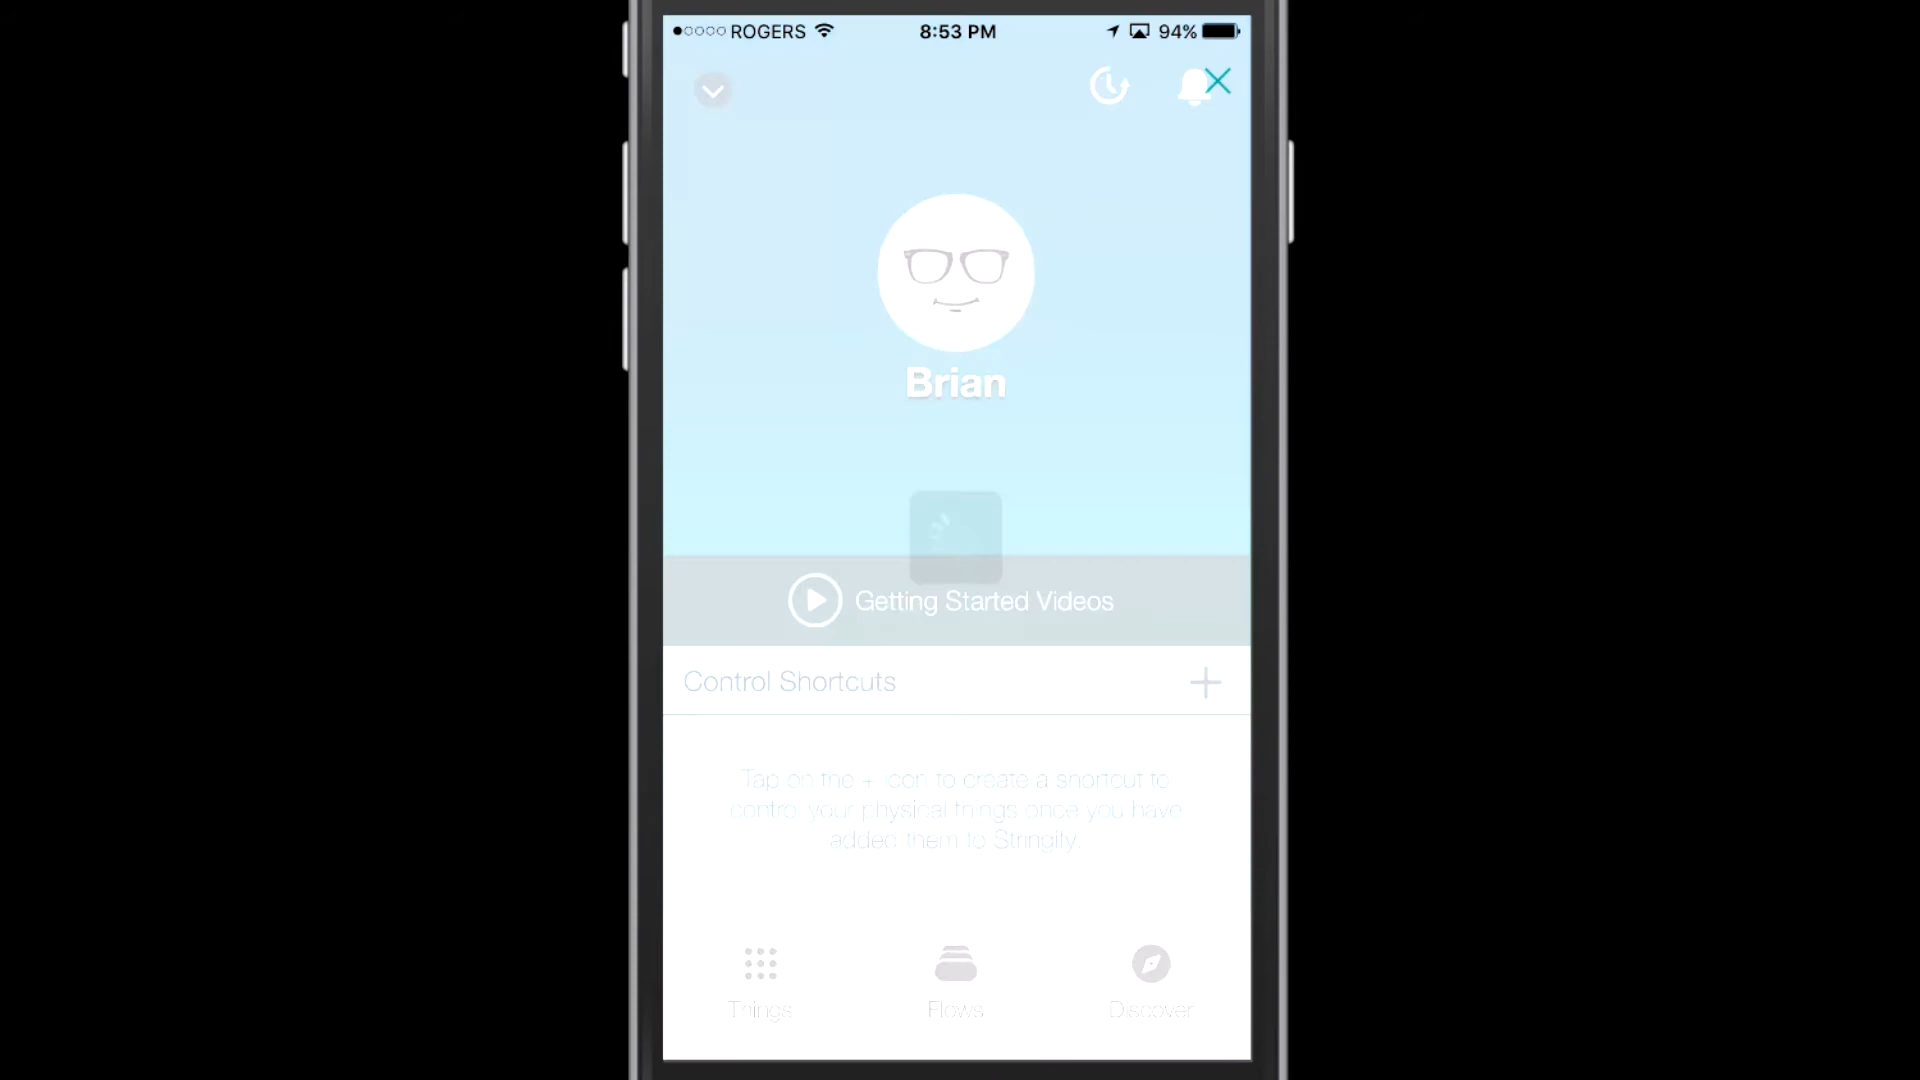 ROGERS 8:53 PM 94%
Brian
Getting Started Videos
Control Shortcuts
Tap on the + icon to create a shortcut to
control your physical things once you have
added them to Stringify.
Things Flows Discover